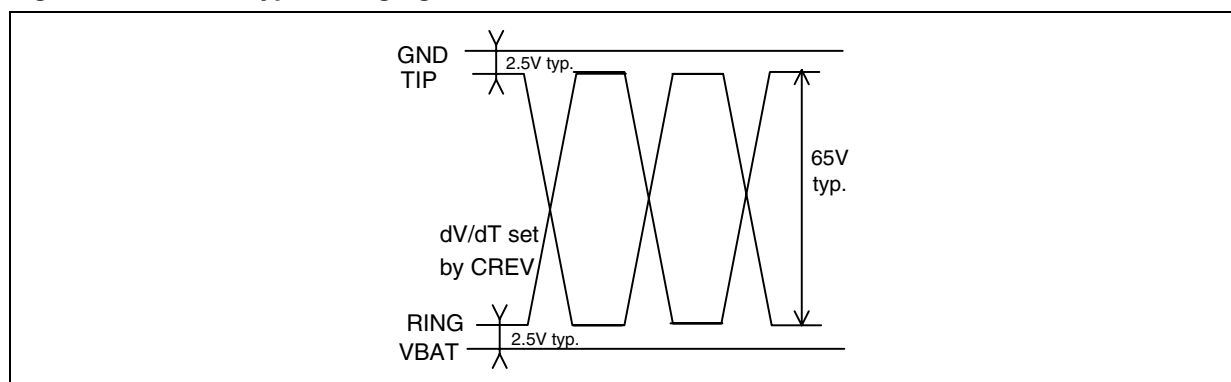 GND
2.5V typ.
TIP
65V
typ.
dV/dT set
by CREV
RING
2.5V typ.
VBAT